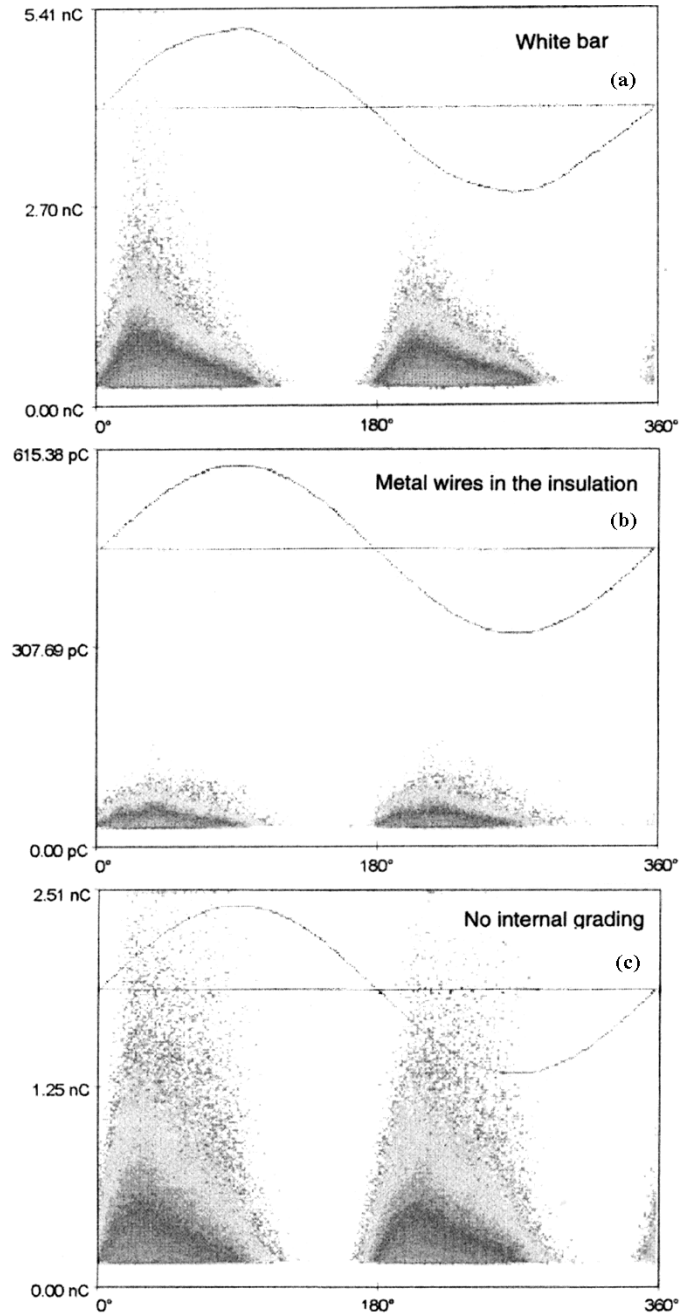 5.41 nC
White bar
(a)
2.70 nC
0.00 nC
0° 180° 360°
615.38 pC
Metal wires in the insulation
(b)
307.69 pC
0.00 pC
0° 180° 360°
2.51 nC
No internal grading
(c)
1.25 nC
0.00 nC
0° 180° 360°